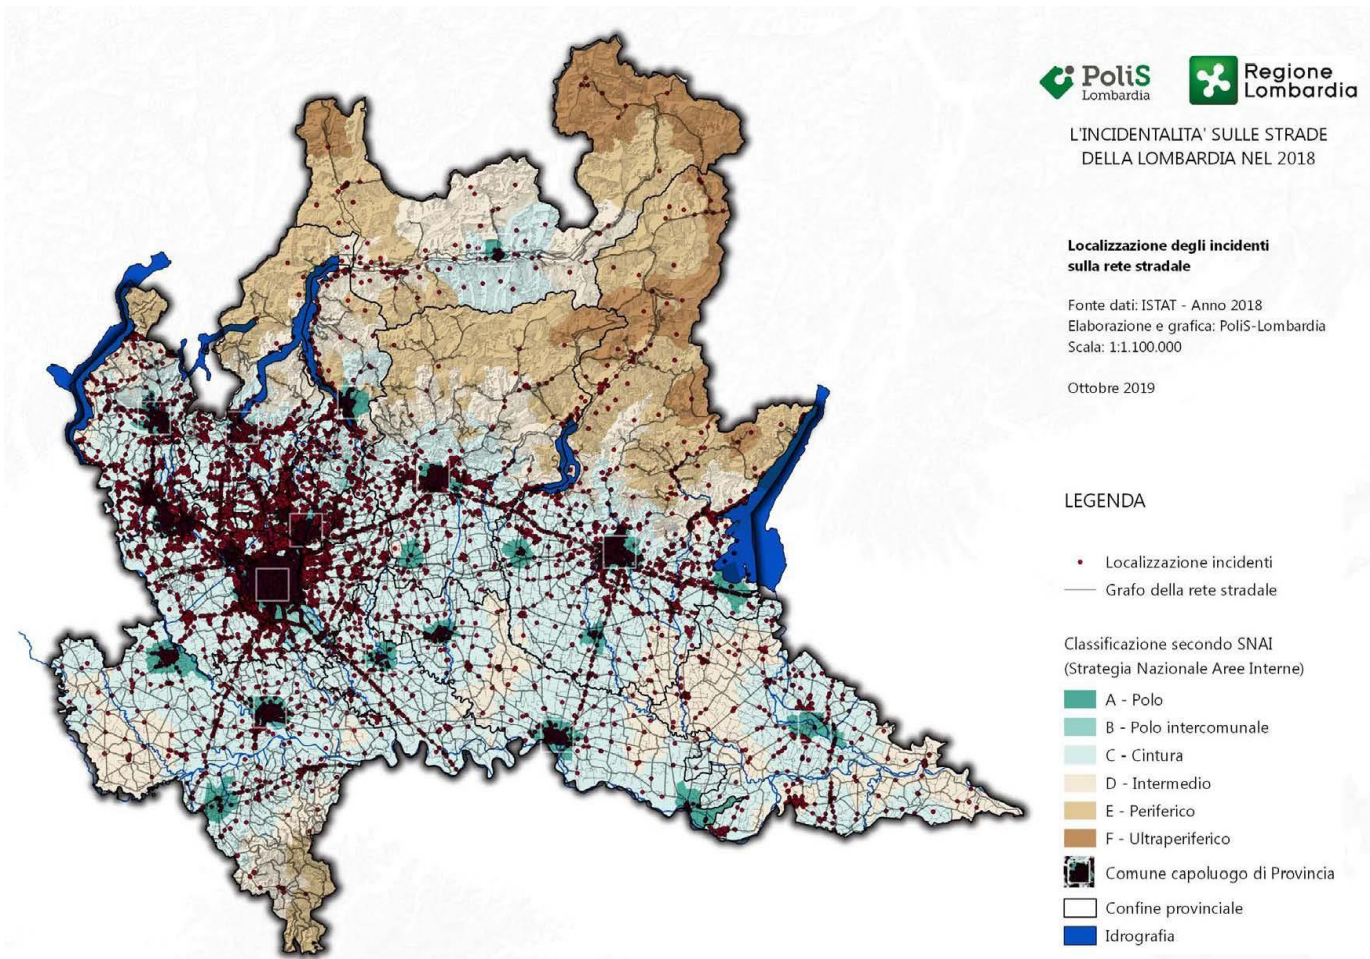 PoliS
Lombardia
Regione
Lombardia
L'INCIDENTALITA' SULLE STRADE
DELLA LOMBARDIA NEL 2018
Localizzazione degli incidenti
sulla rete stradale
Fonte dati: ISTAT - Anno 2018
Elaborazione e grafica: PoliS-Lombardia
Scala: 1:1.100.000
Ottobre 2019
LEGENDA
Localizzazione incidenti
Grafo della rete stradale
Classificazione secondo SNAI
(Strategia Nazionale Aree Interne)
A - Polo
B - Polo intercomunale
C - Cintura
D - Intermedio
E - Periferico
F - Ultraperiferico
Comune capoluogo di Provincia
Confine provinciale
Idrografia